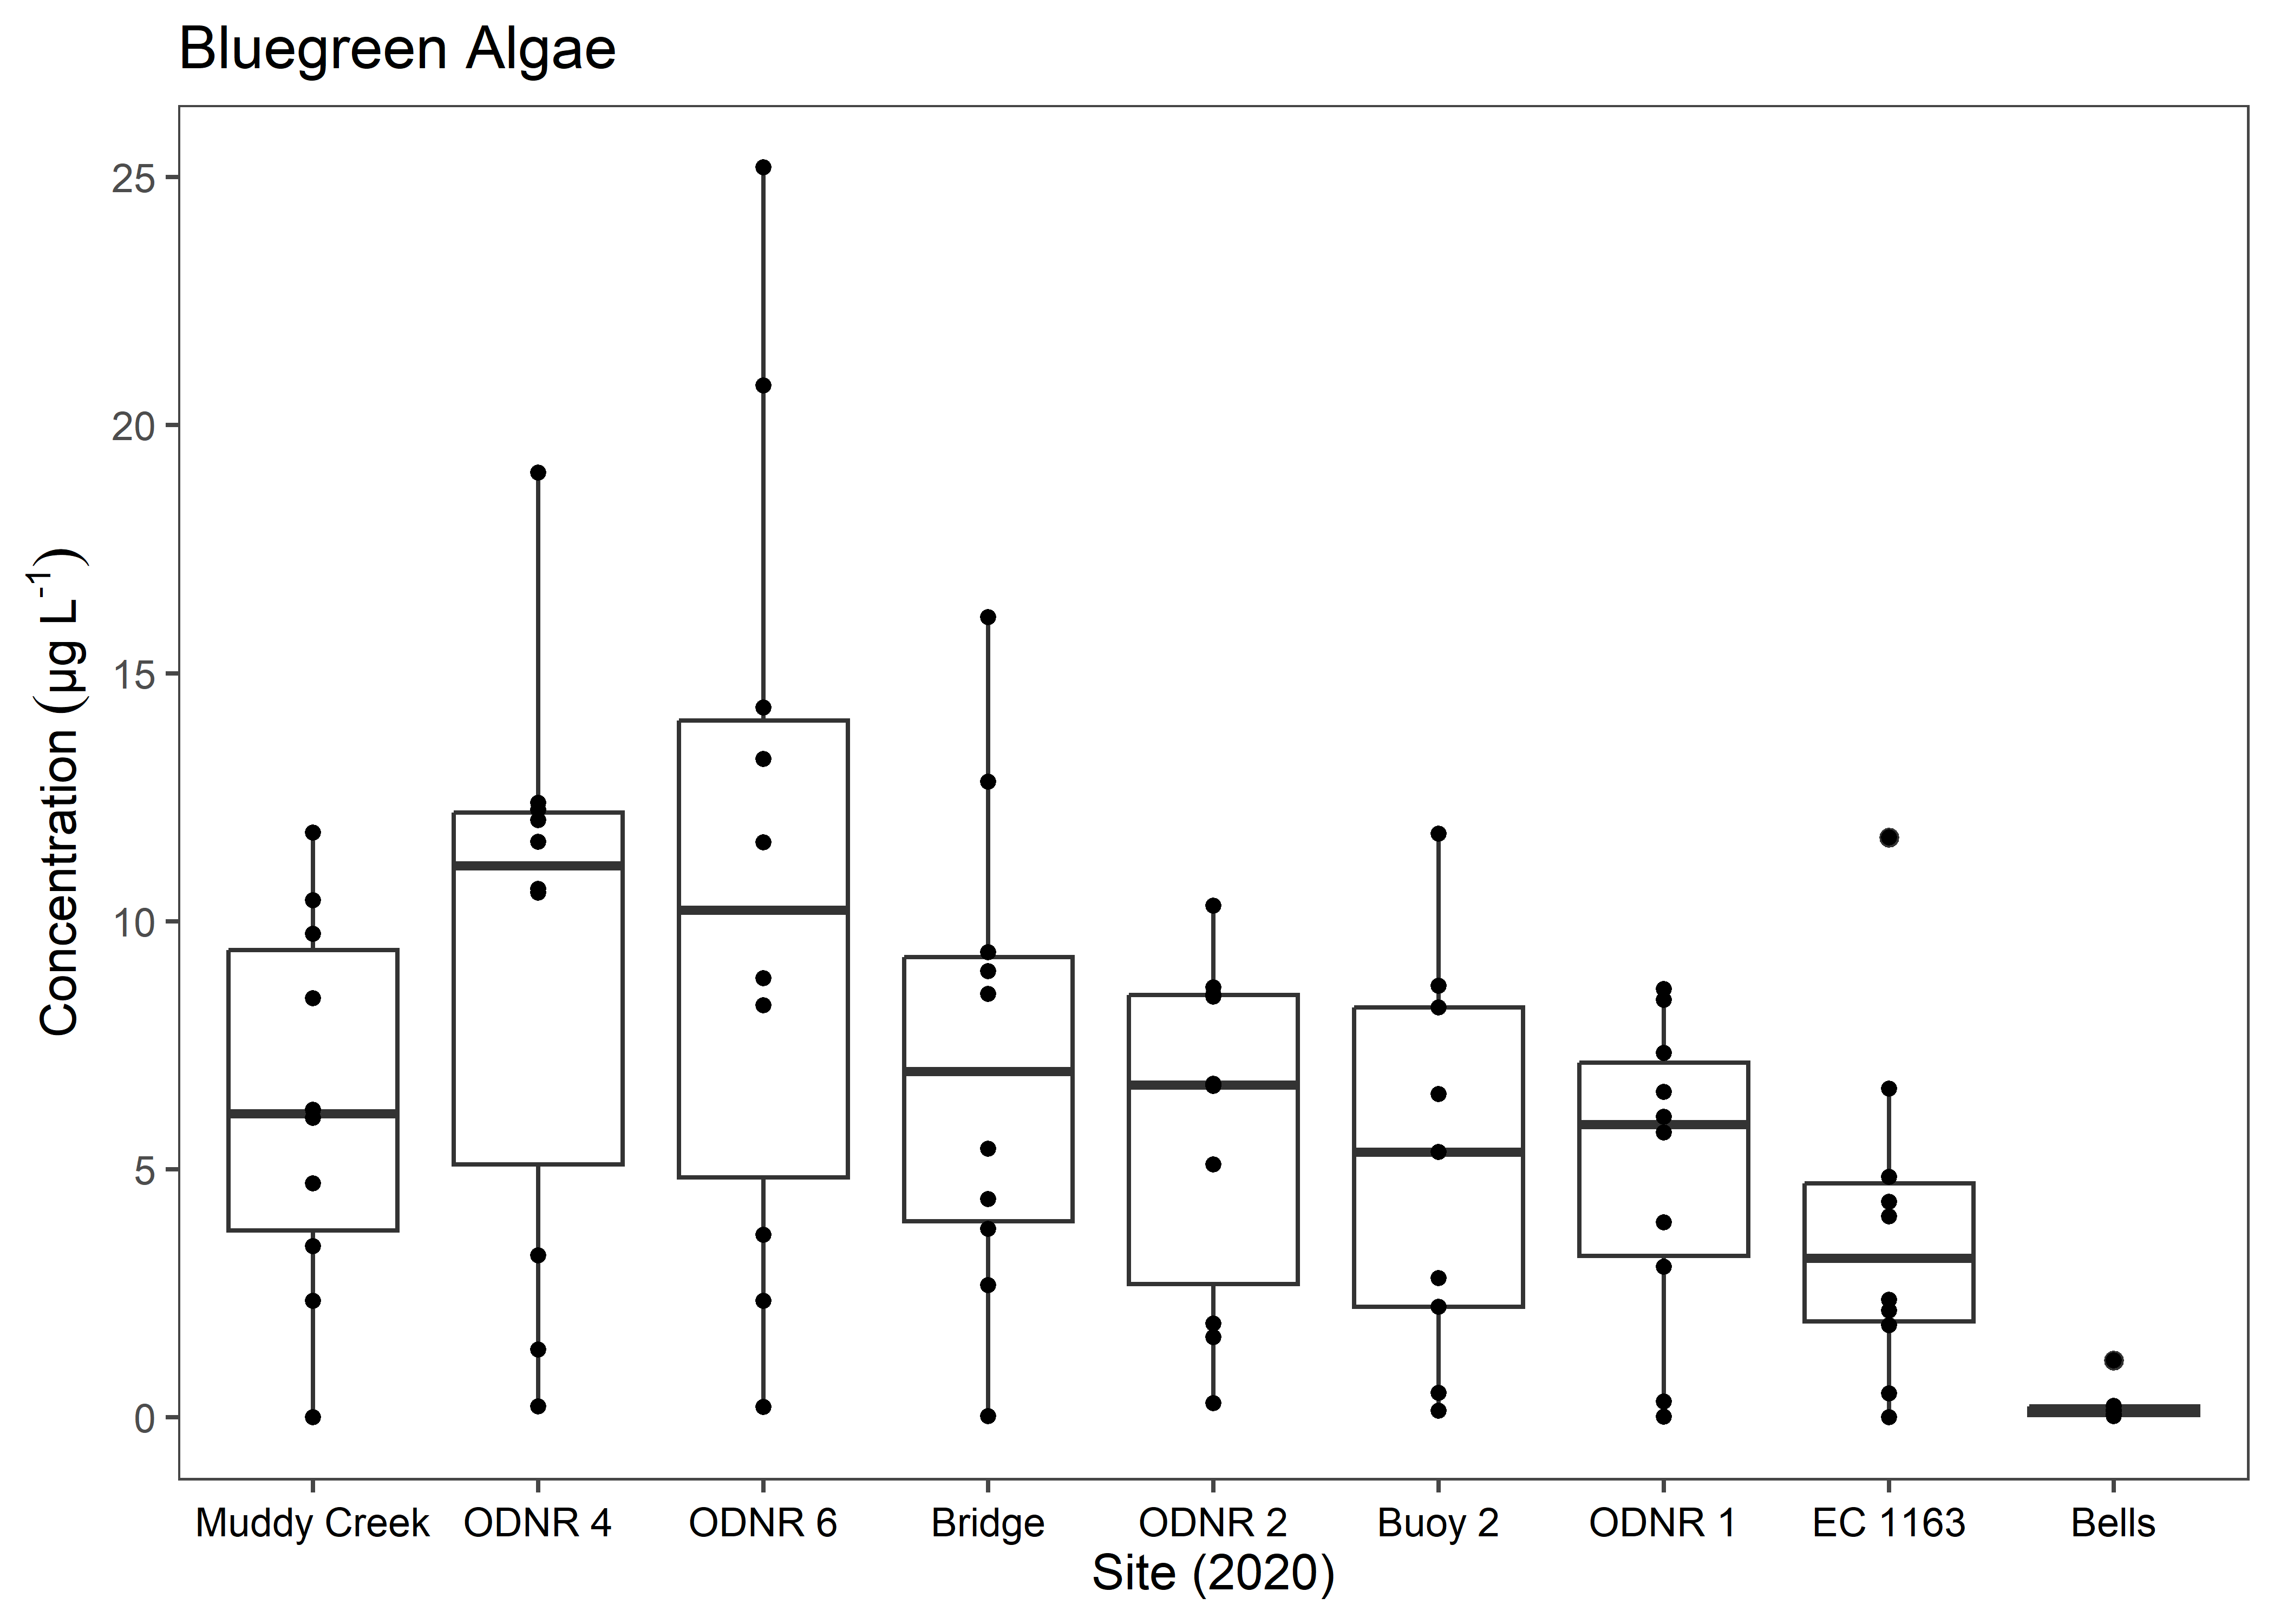 Bluegreen Algae
Concentration (µg L⁻¹)
25
20
15
10
5
0
Muddy Creek ODNR 4 ODNR 6 Bridge ODNR 2 Buoy 2 ODNR 1 EC 1163 Bells
Site (2020)